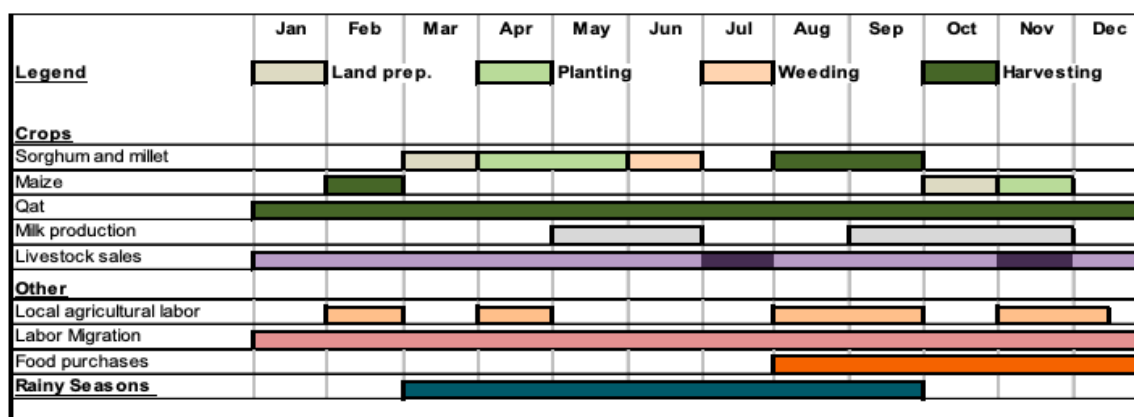 Jan Feb Mar Apr May Jun Jul Aug Sep Oct Nov Dec
Legend Land prep. Planting Weeding Harvesting
Crops
Sorghum and millet
Maize
Qat
Milk production
Livestock sales
Other
Local agricultural labor
Labor Migration
Food purchases
Rainy Seasons